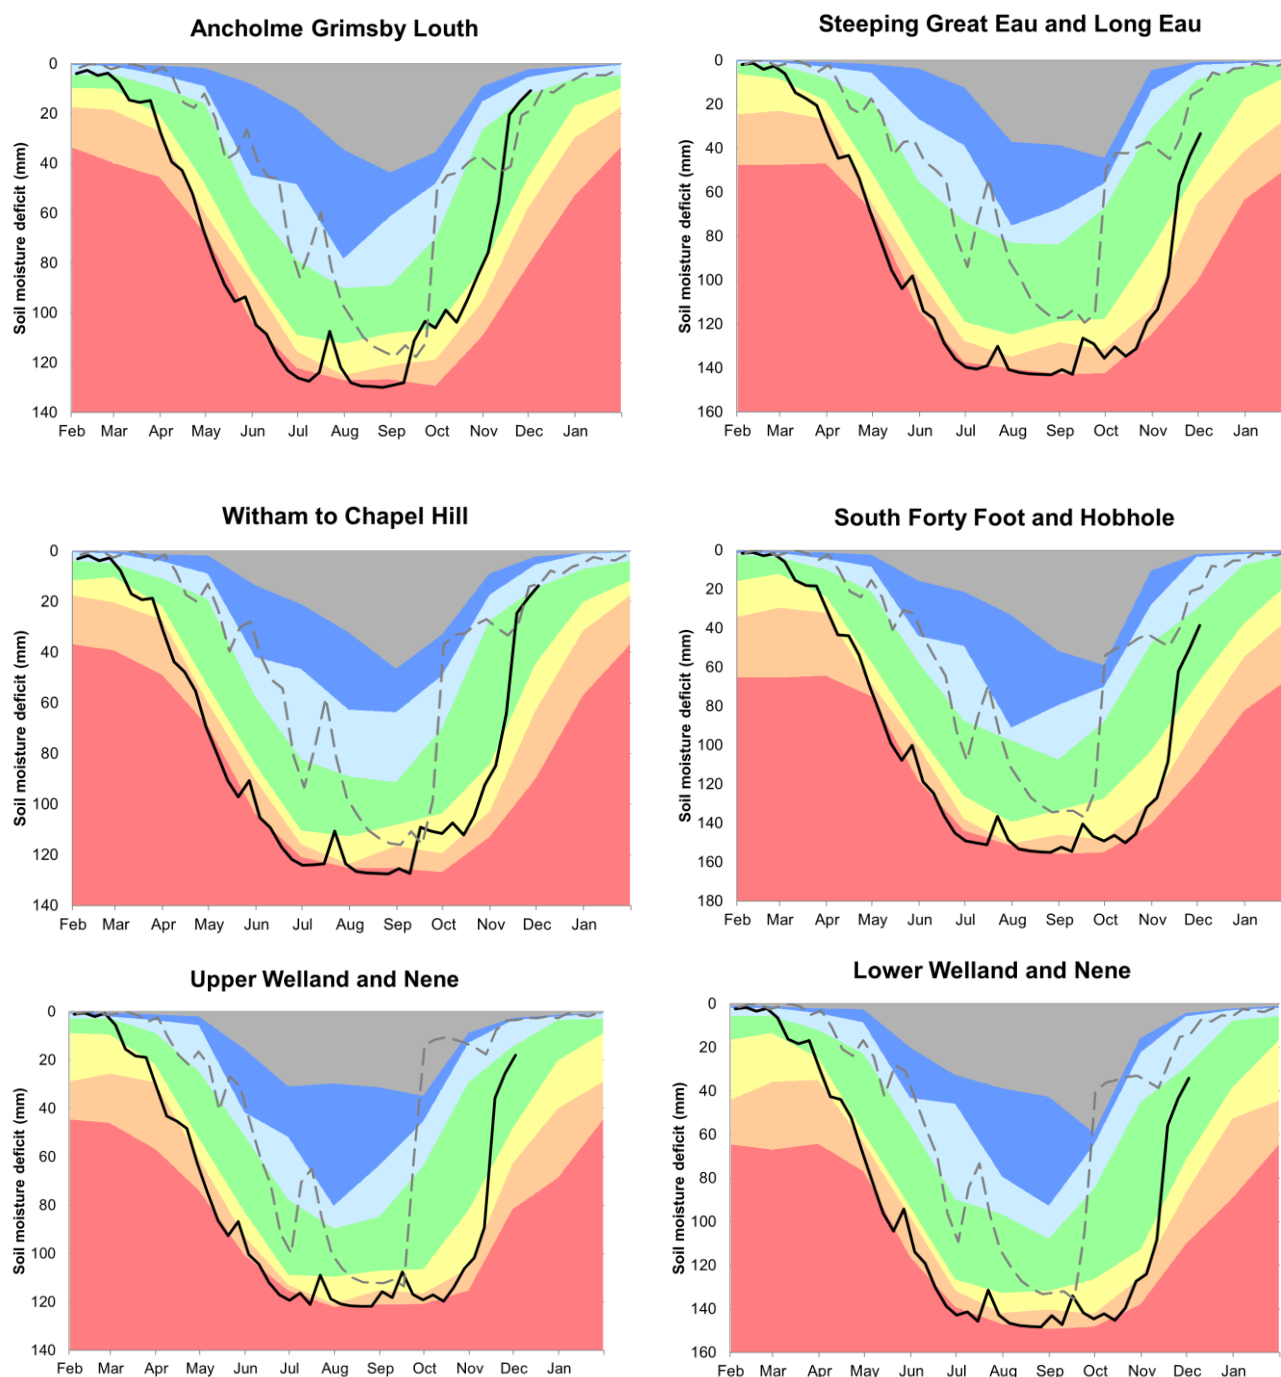 Ancholme Grimsby Louth
Soil moisture deficit (mm)
0
20
40
60
80
100
120
140
Feb Mar Apr May Jun Jul Aug Sep Oct Nov Dec Jan
Steeping Great Eau and Long Eau
Soil moisture deficit (mm)
0
20
40
60
80
100
120
140
160
Feb Mar Apr May Jun Jul Aug Sep Oct Nov Dec Jan
Witham to Chapel Hill
Soil moisture deficit (mm)
0
20
40
60
80
100
120
140
Feb Mar Apr May Jun Jul Aug Sep Oct Nov Dec Jan
South Forty Foot and Hobhole
Soil moisture deficit (mm)
0
20
40
60
80
100
120
140
160
180
Feb Mar Apr May Jun Jul Aug Sep Oct Nov Dec Jan
Upper Welland and Nene
Soil moisture deficit (mm)
0
20
40
60
80
100
120
140
Feb Mar Apr May Jun Jul Aug Sep Oct Nov Dec Jan
Lower Welland and Nene
Soil moisture deficit (mm)
0
20
40
60
80
100
120
140
160
Feb Mar Apr May Jun Jul Aug Sep Oct Nov Dec Jan